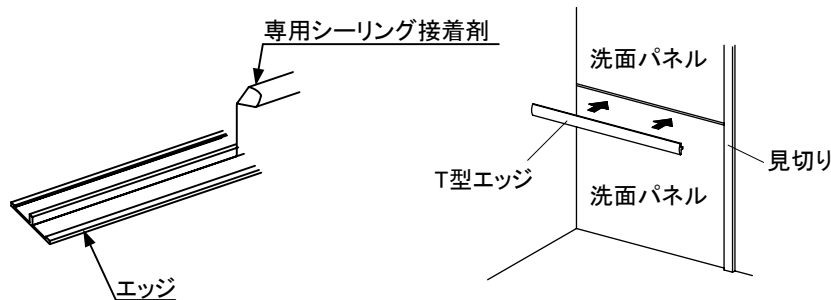 専用シーリング接着剤
エッジ
洗面パネル
T型エッジ
見切り
洗面パネル